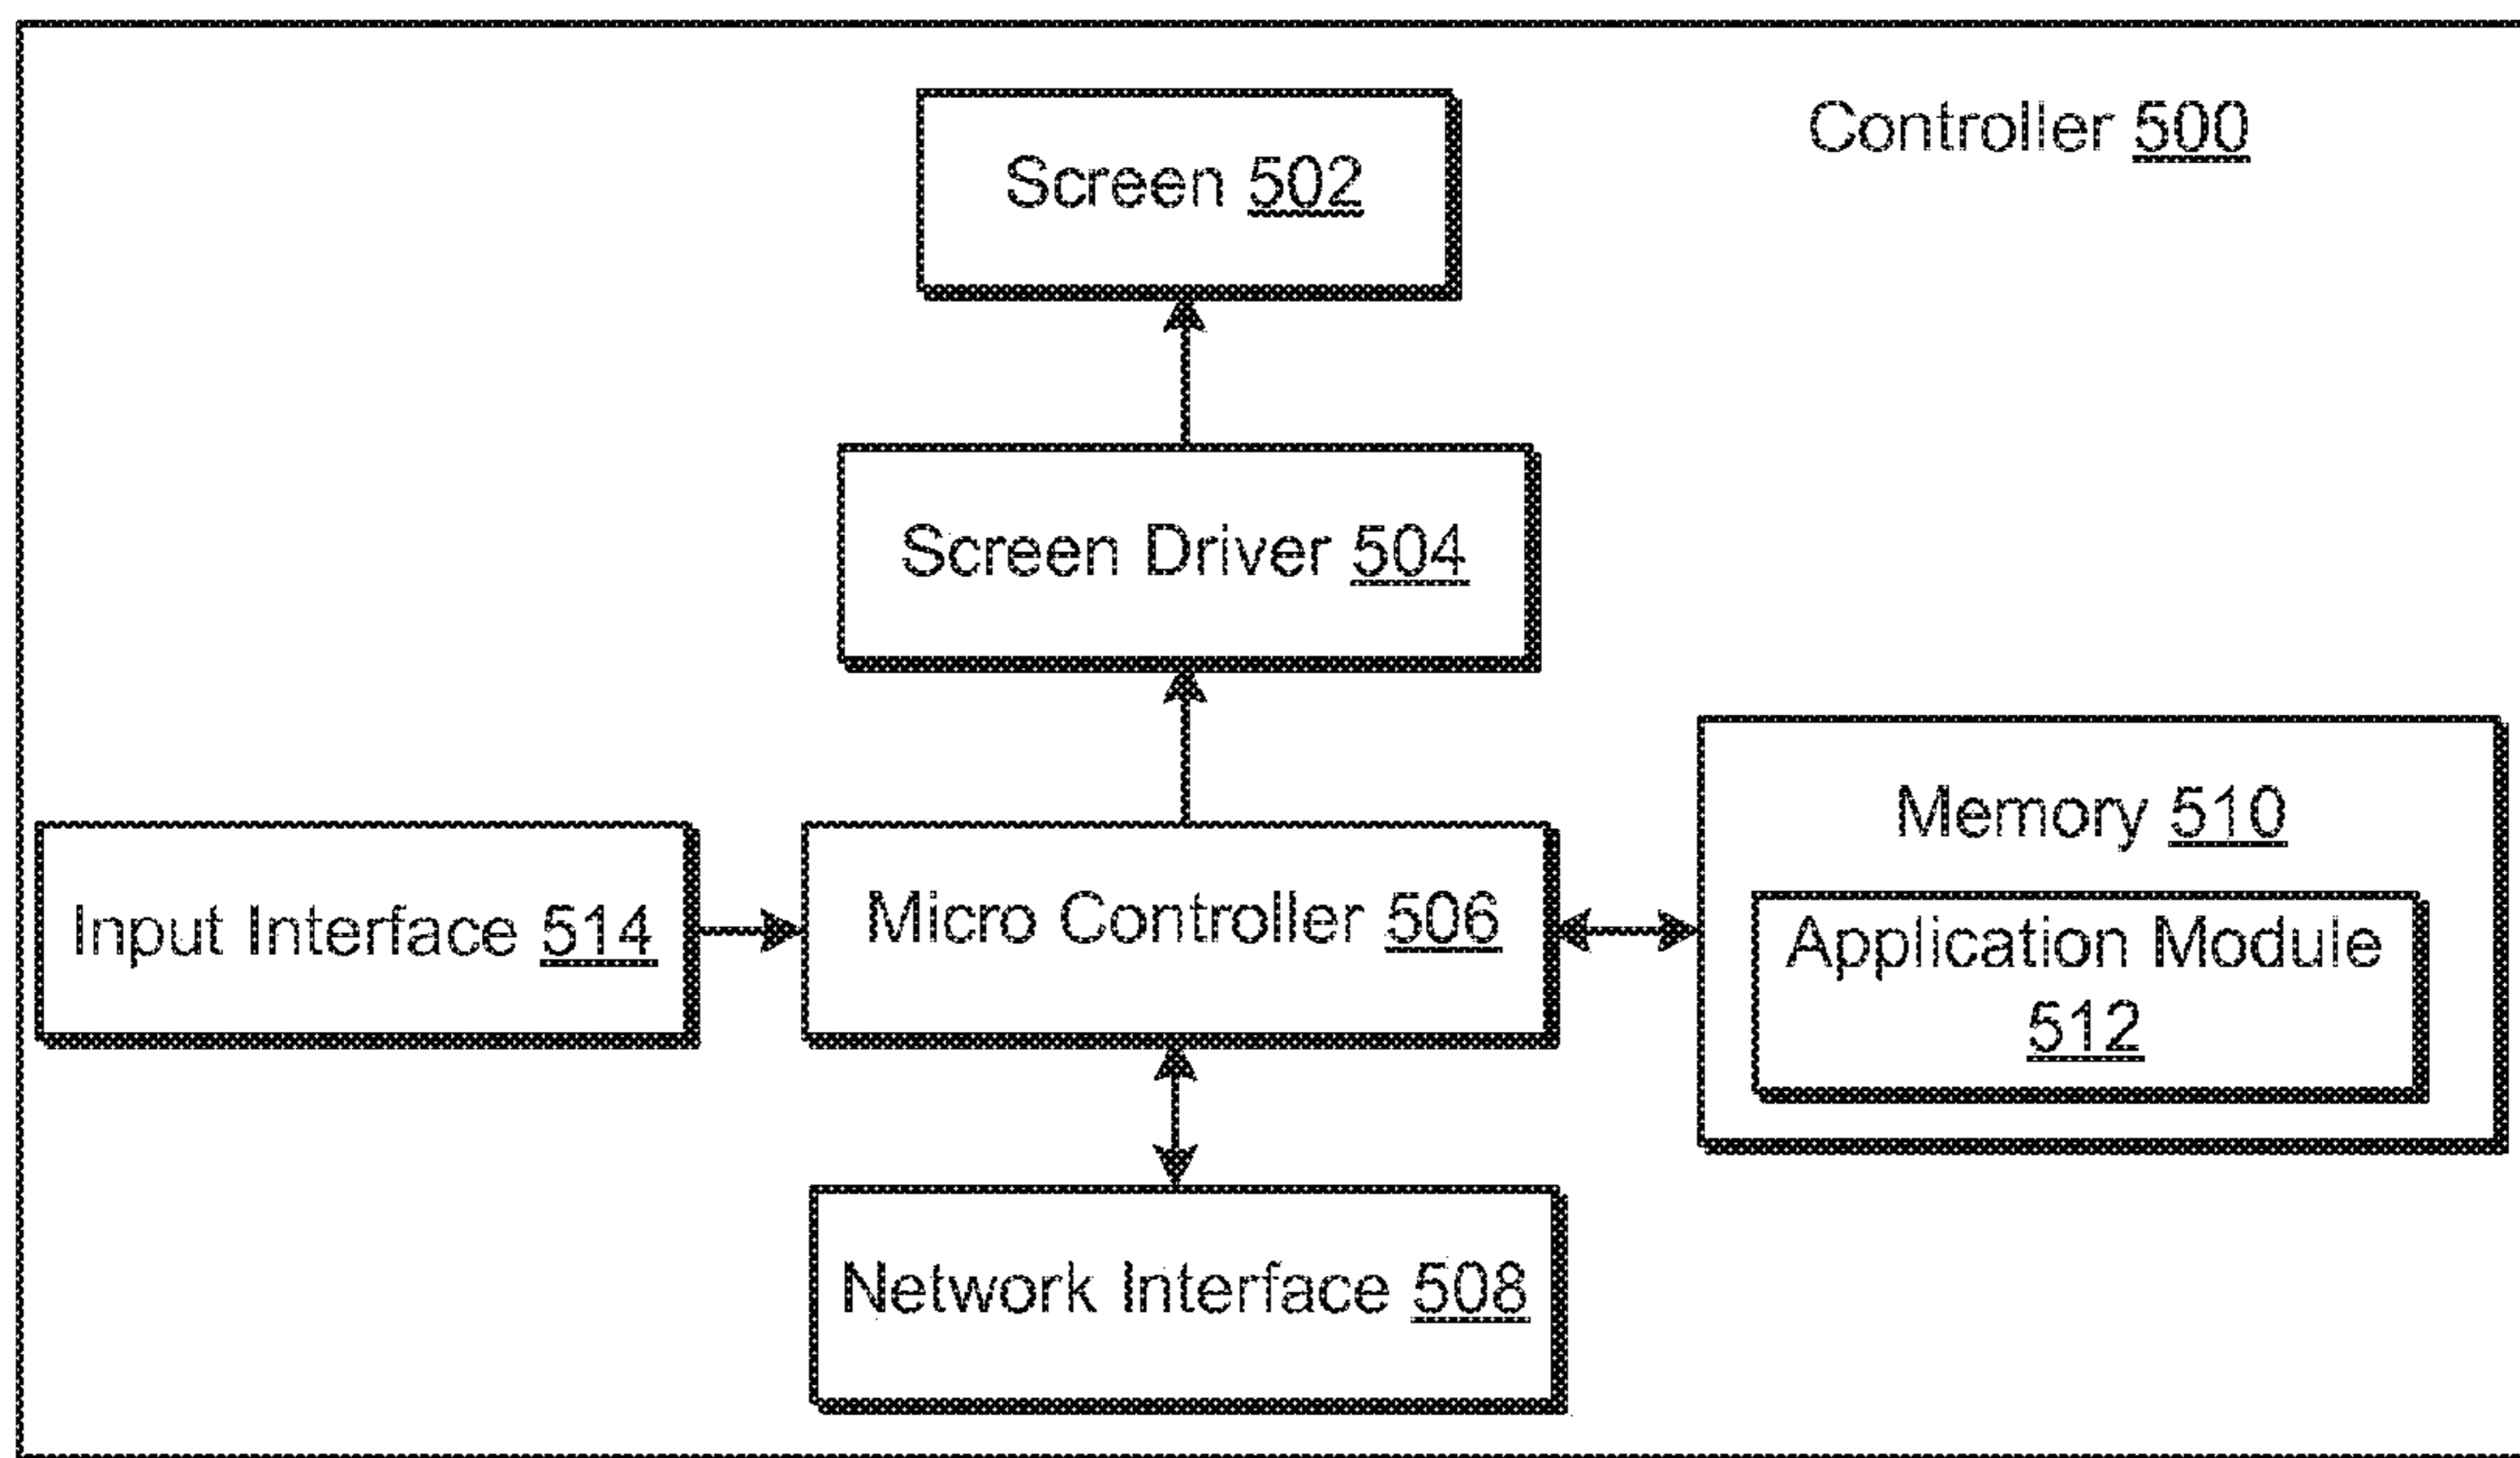 Controller 500
Screen 502
Screen Driver 504
Memory 510
Input Interface 514
Micro Controller 506
Application Module
512
Network Interface 508